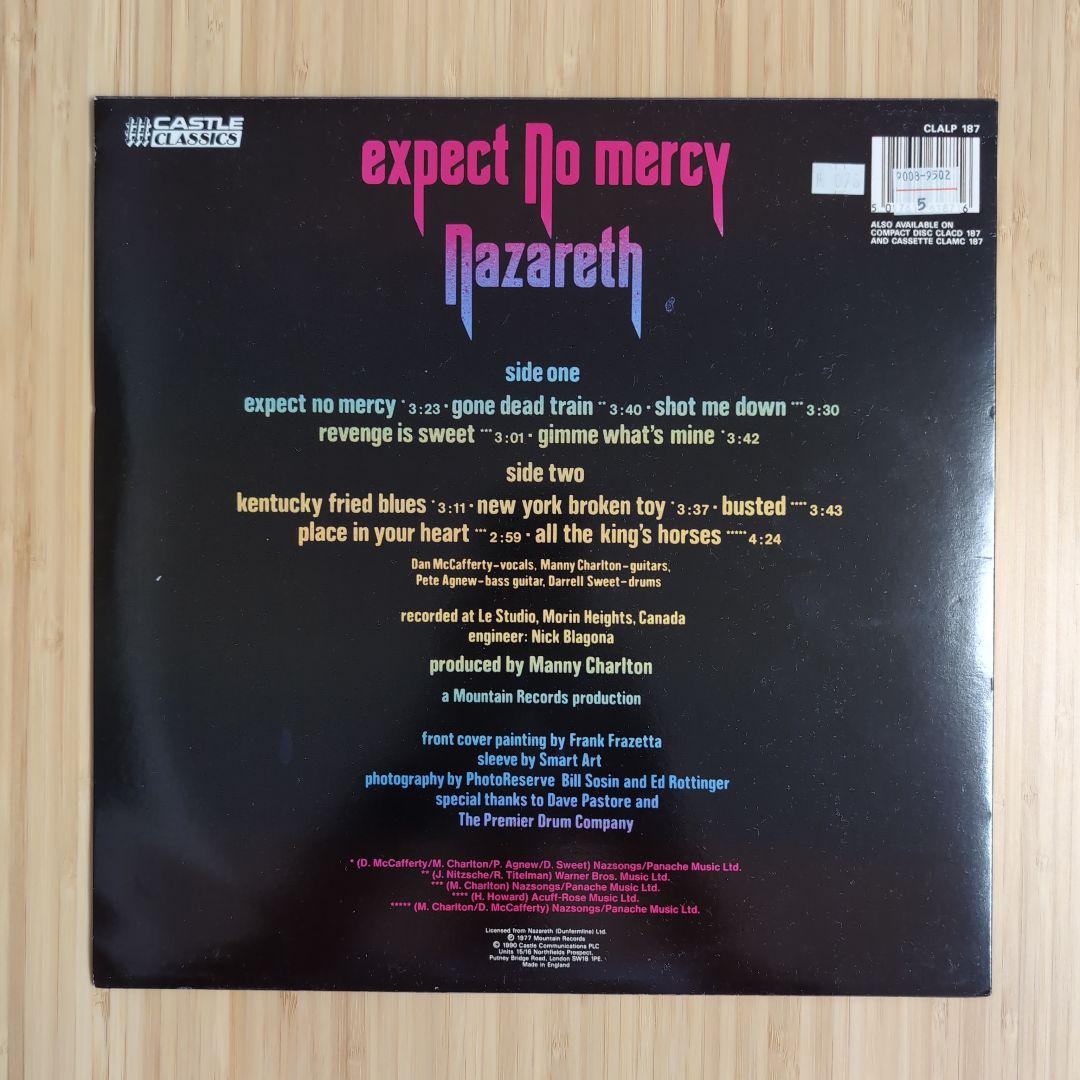 CASTLE
CLASSICS
CLALP 187
expect no mercy
Nazareth
9008-9502
5
ALSO AVAILABLE ON
COMPACT DISC CLACD 187
AND CASSETTE CLAMC 187
side one
expect no mercy * 3:23 · gone dead train ** 3:40 · shot me down *** 3:30
revenge is sweet *** 3:01 · gimme what's mine * 3:42
side two
kentucky fried blues * 3:11 · new york broken toy * 3:37 · busted **** 3:43
place in your heart *** 2:59 · all the king's horses ***** 4:24
Dan McCafferty–vocals, Manny Charlton–guitars,
Pete Agnew–bass guitar, Darrell Sweet–drums
recorded at Le Studio, Morin Heights, Canada
engineer: Nick Blagona
produced by Manny Charlton
a Mountain Records production
front cover painting by Frank Frazetta
sleeve by Smart Art
photography by PhotoReserve Bill Sosin and Ed Rottinger
special thanks to Dave Pastore and
The Premier Drum Company
* (D. McCafferty/M. Charlton/P. Agnew/D. Sweet) Nazsongs/Panache Music Ltd.
** (J. Nitzsche/R. Titelman) Warner Bros. Music Ltd.
*** (M. Charlton) Nazsongs/Panache Music Ltd.
**** (H. Howard) Acuff-Rose Music Ltd.
***** (M. Charlton/D. McCafferty) Nazsongs/Panache Music Ltd.
Licensed from Nazareth (Dunfermline) Ltd.
℗ 1977 Mountain Records
© 1990 Castle Communications PLC
Units 15/16 Northfields Prospect,
Putney Bridge Road, London SW18 1PE.
Made in England